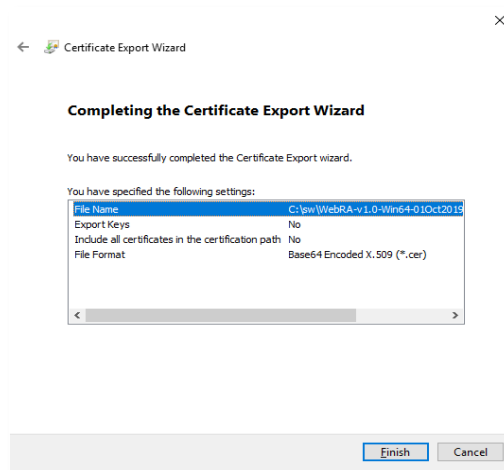 Certificate Export Wizard
Completing the Certificate Export Wizard
You have successfully completed the Certificate Export wizard.
You have specified the following settings:
File Name C:\sw\WebRA-v1.0-Win64-01Oct2019
Export Keys No
Include all certificates in the certification path No
File Format Base64 Encoded X.509 (*.cer)
Finish Cancel